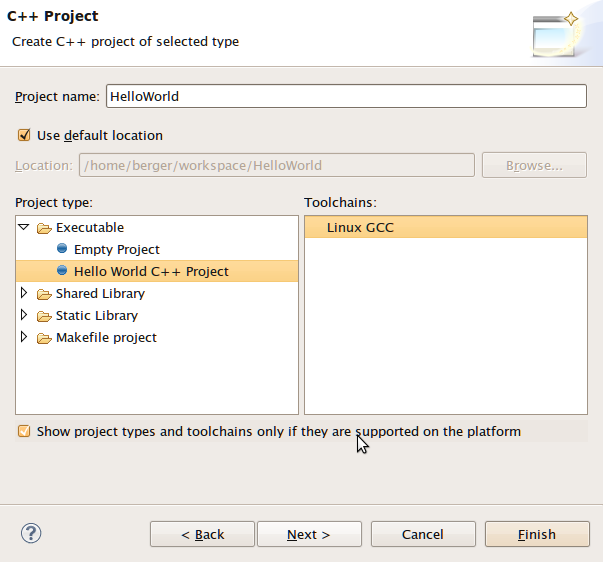 C++ Project
Create C++ project of selected type
Project name: HelloWorld
Use default location
Location: /home/berger/workspace/HelloWorld Browse...
Project type: Toolchains:
Executable Linux GCC
Empty Project
Hello World C++ Project
Shared Library
Static Library
Makefile project
Show project types and toolchains only if they are supported on the platform
? < Back Next > Cancel Finish